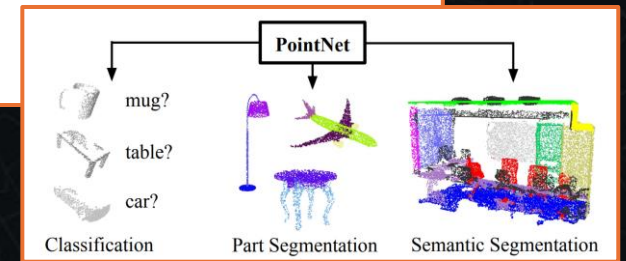 PointNet
mug?
table?
car?
Classification
Part Segmentation
Semantic Segmentation